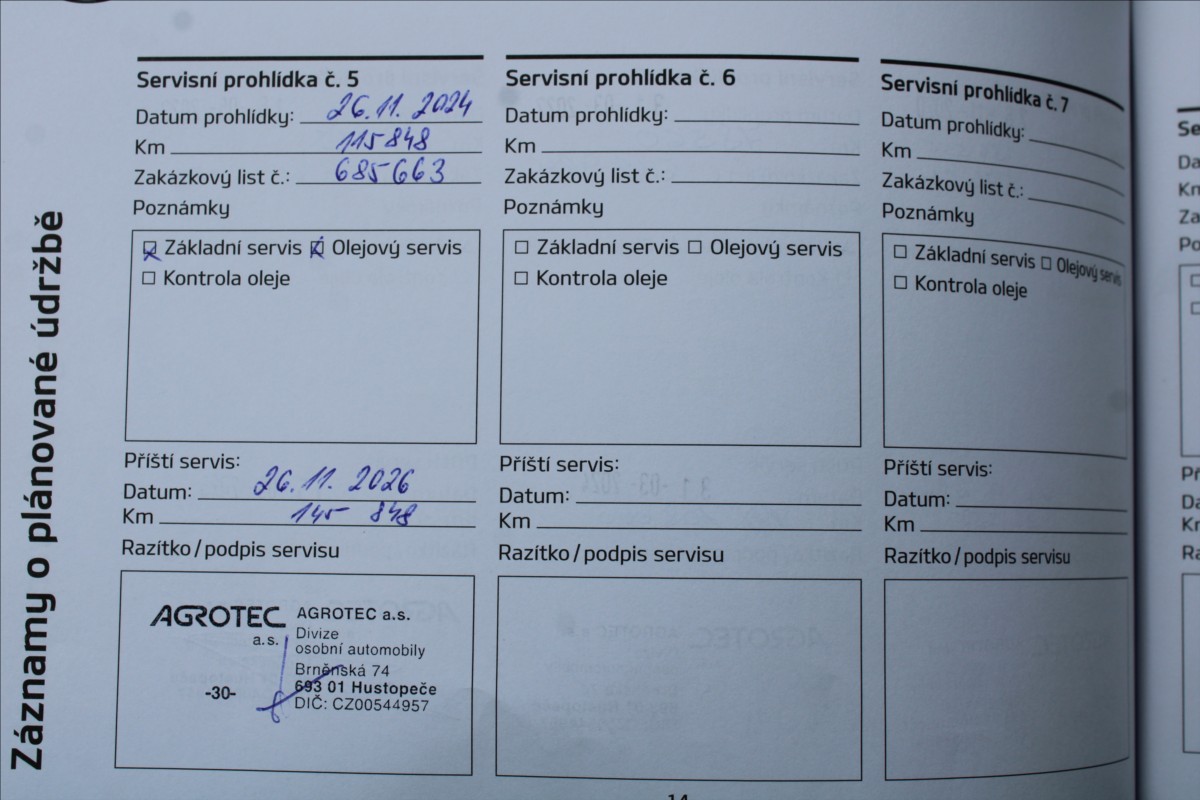 Záznamy o plánované údržbě
Servisní prohlídka č. 5
Datum prohlídky: 26.11. 2024
Km 115848
Zakázkový list č.: 685663
Poznámky
Základní servis Olejový servis
Kontrola oleje
Příští servis:
Datum: 26.11. 2026
Km 145 848
Razítko/podpis servisu
AGROTEC
a.s.
-30-
AGROTEC a.s.
Divize
osobní automobily
Brněnská 74
693 01 Hustopeče
DIČ: CZ00544957
Servisní prohlídka č. 6
Datum prohlídky:
Km
Zakázkový list č.:
Poznámky
Základní servis Olejový servis
Kontrola oleje
Příští servis:
Datum:
Km
Razítko/podpis servisu
Servisní prohlídka č. 7
Datum prohlídky:
Km
Zakázkový list č.:
Poznámky
Základní servis Olejový servis
Kontrola oleje
Příští servis:
Datum:
Km
Razítko/podpis servisu
14